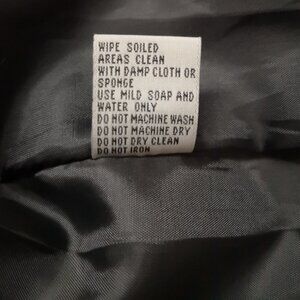 WIPE SOILED
AREAS CLEAN
WITH DAMP CLOTH OR
SPONGE
USE MILD SOAP AND
WATER ONLY
DO NOT MACHINE WASH
DO NOT MACHINE DRY
DO NOT DRY CLEAN
DO NOT IRON